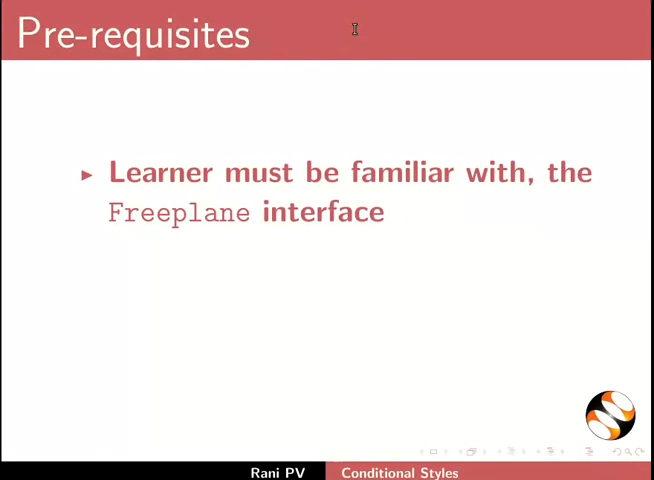 Pre-requisites
Learner must be familiar with, the
Freeplane interface
Rani PV
Conditional Styles